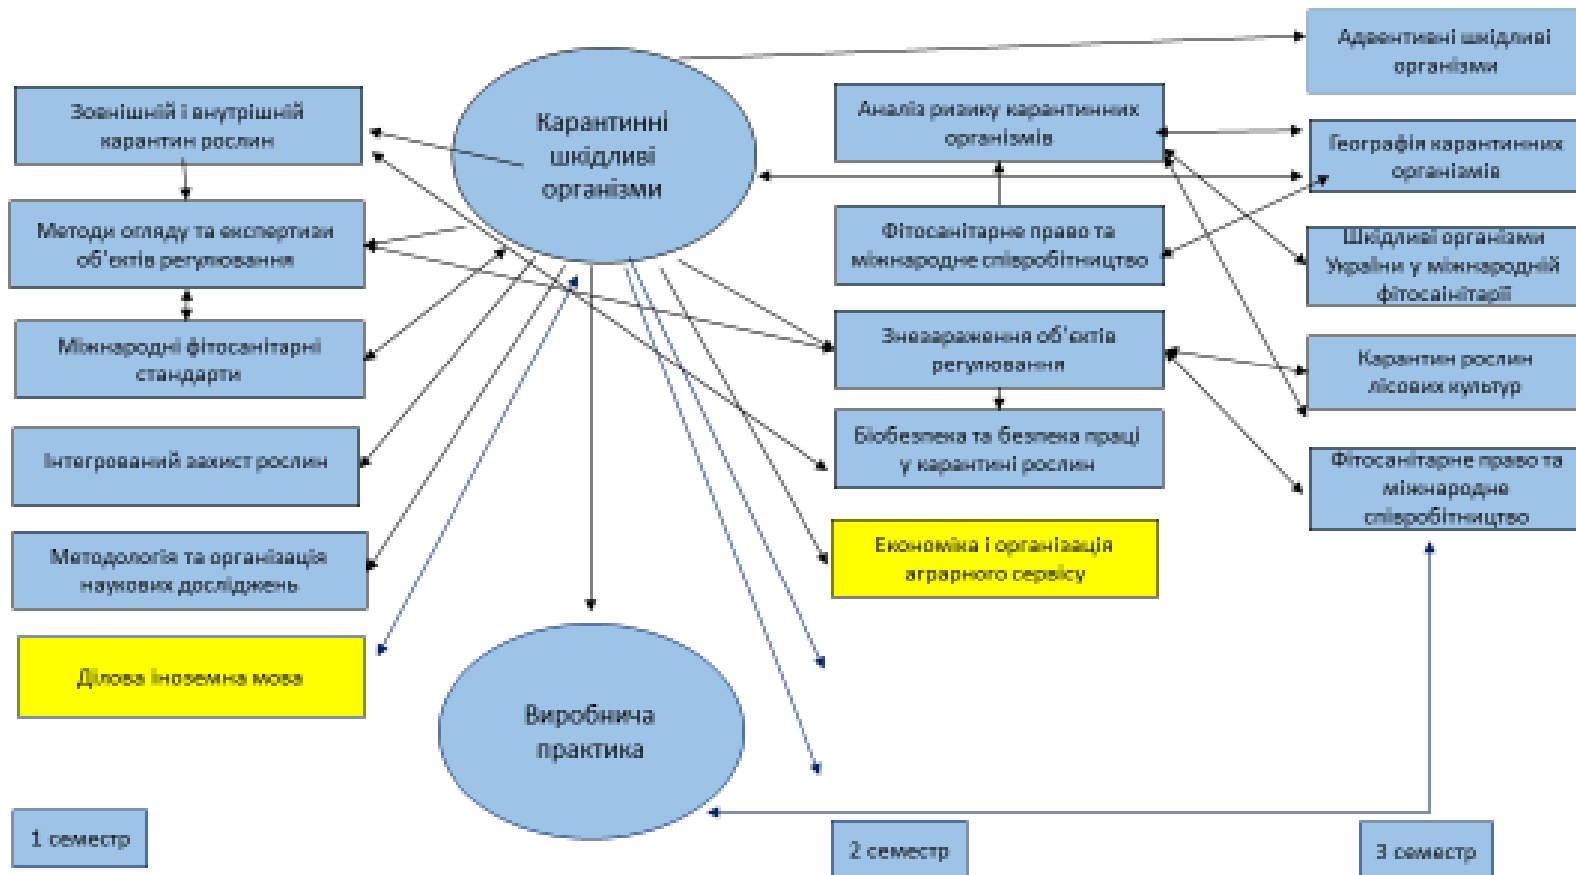 Зовнішній і внутрішній
карантин рослин
Методи огляду та експертизи
об'єктів регулювання
Міжнародні фітосанітарні
стандарти
Інтегрований захист рослин
Методологія та організація
наукових досліджень
Ділова іноземна мова
1 семестр
Карантинні
шкідливі
організми
Виробнича
практика
Аналіз ризику карантинних
організмів
Фітосанітарне право та
міжнародне співробітництво
Знезараження об'єктів
регулювання
Біобезпека та безпека праці
у карантині рослин
Економіка і організація
аграрного сервісу
2 семестр
Адвентивні шкідливі
організми
Географія карантинних
організмів
Шкідливі організми
України у міжнародній
фітосаінітарії
Карантин рослин
лісових культур
Фітосанітарне право та
міжнародне
співробітництво
3 семестр